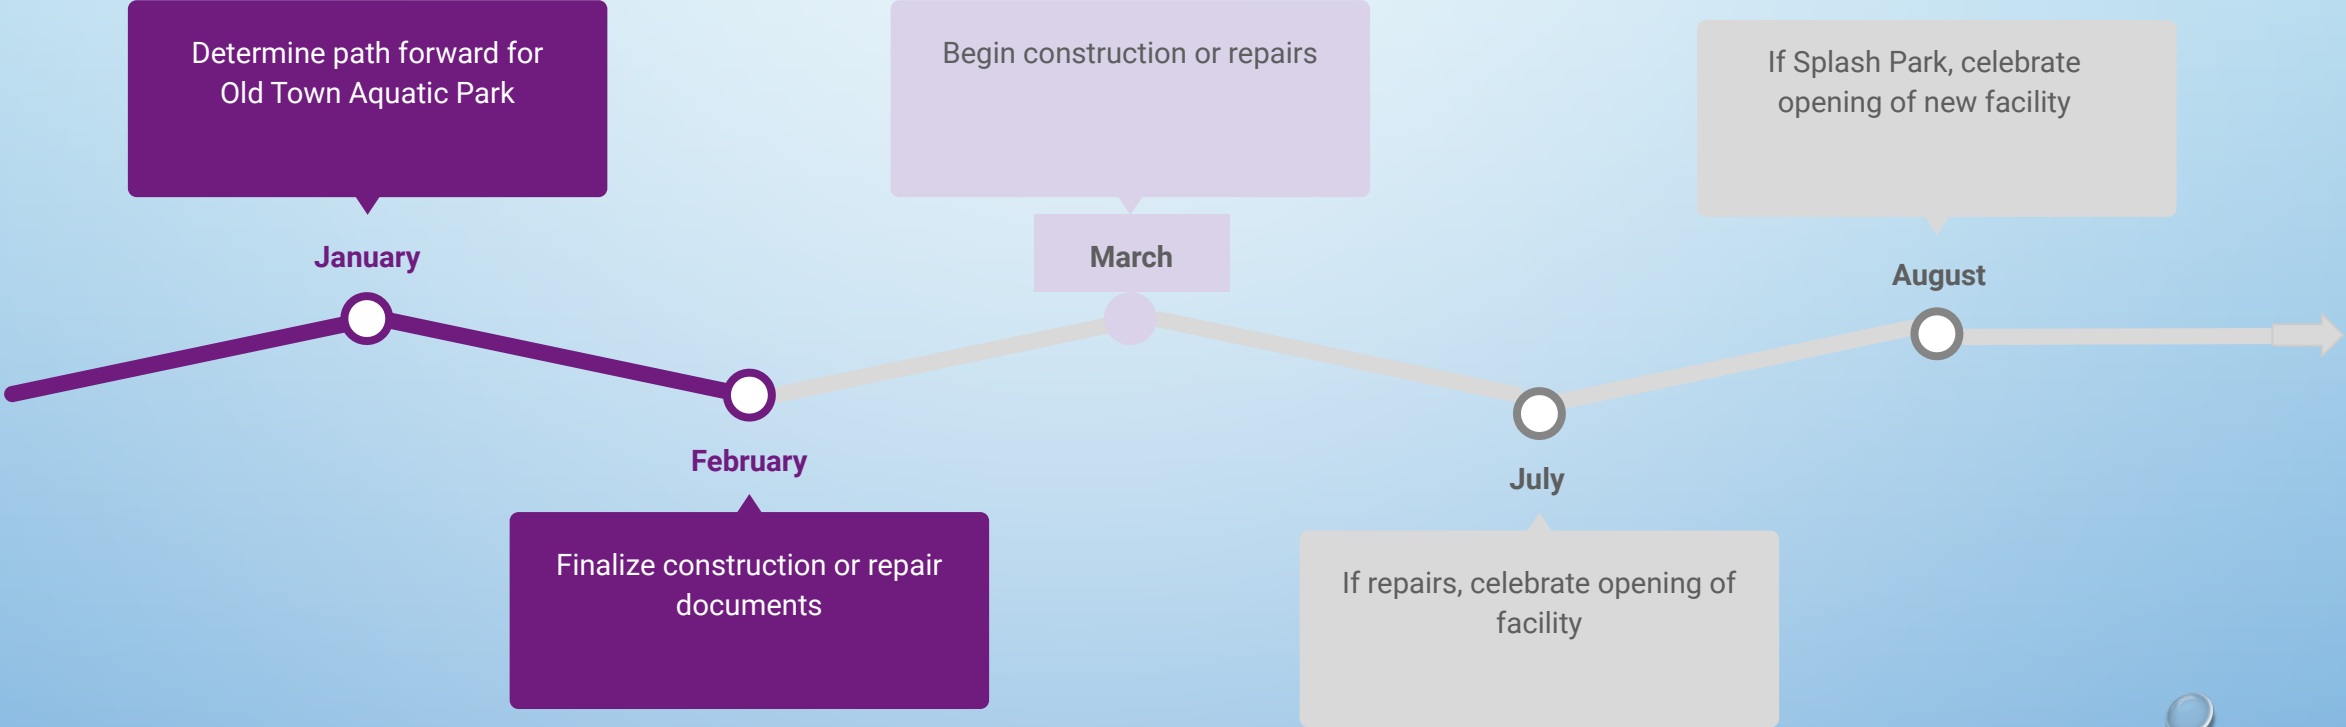 Determine path forward for
Old Town Aquatic Park
January
February
Finalize construction or repair
documents
Begin construction or repairs
March
July
If repairs, celebrate opening of
facility
If Splash Park, celebrate
opening of new facility
August